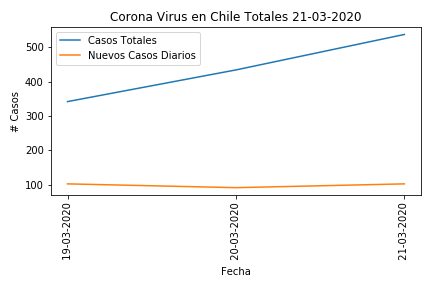 Corona Virus en Chile Totales 21-03-2020
Casos Totales
Nuevos Casos Diarios
# Casos
500
400
300
200
100
19-03-2020
20-03-2020
21-03-2020
Fecha